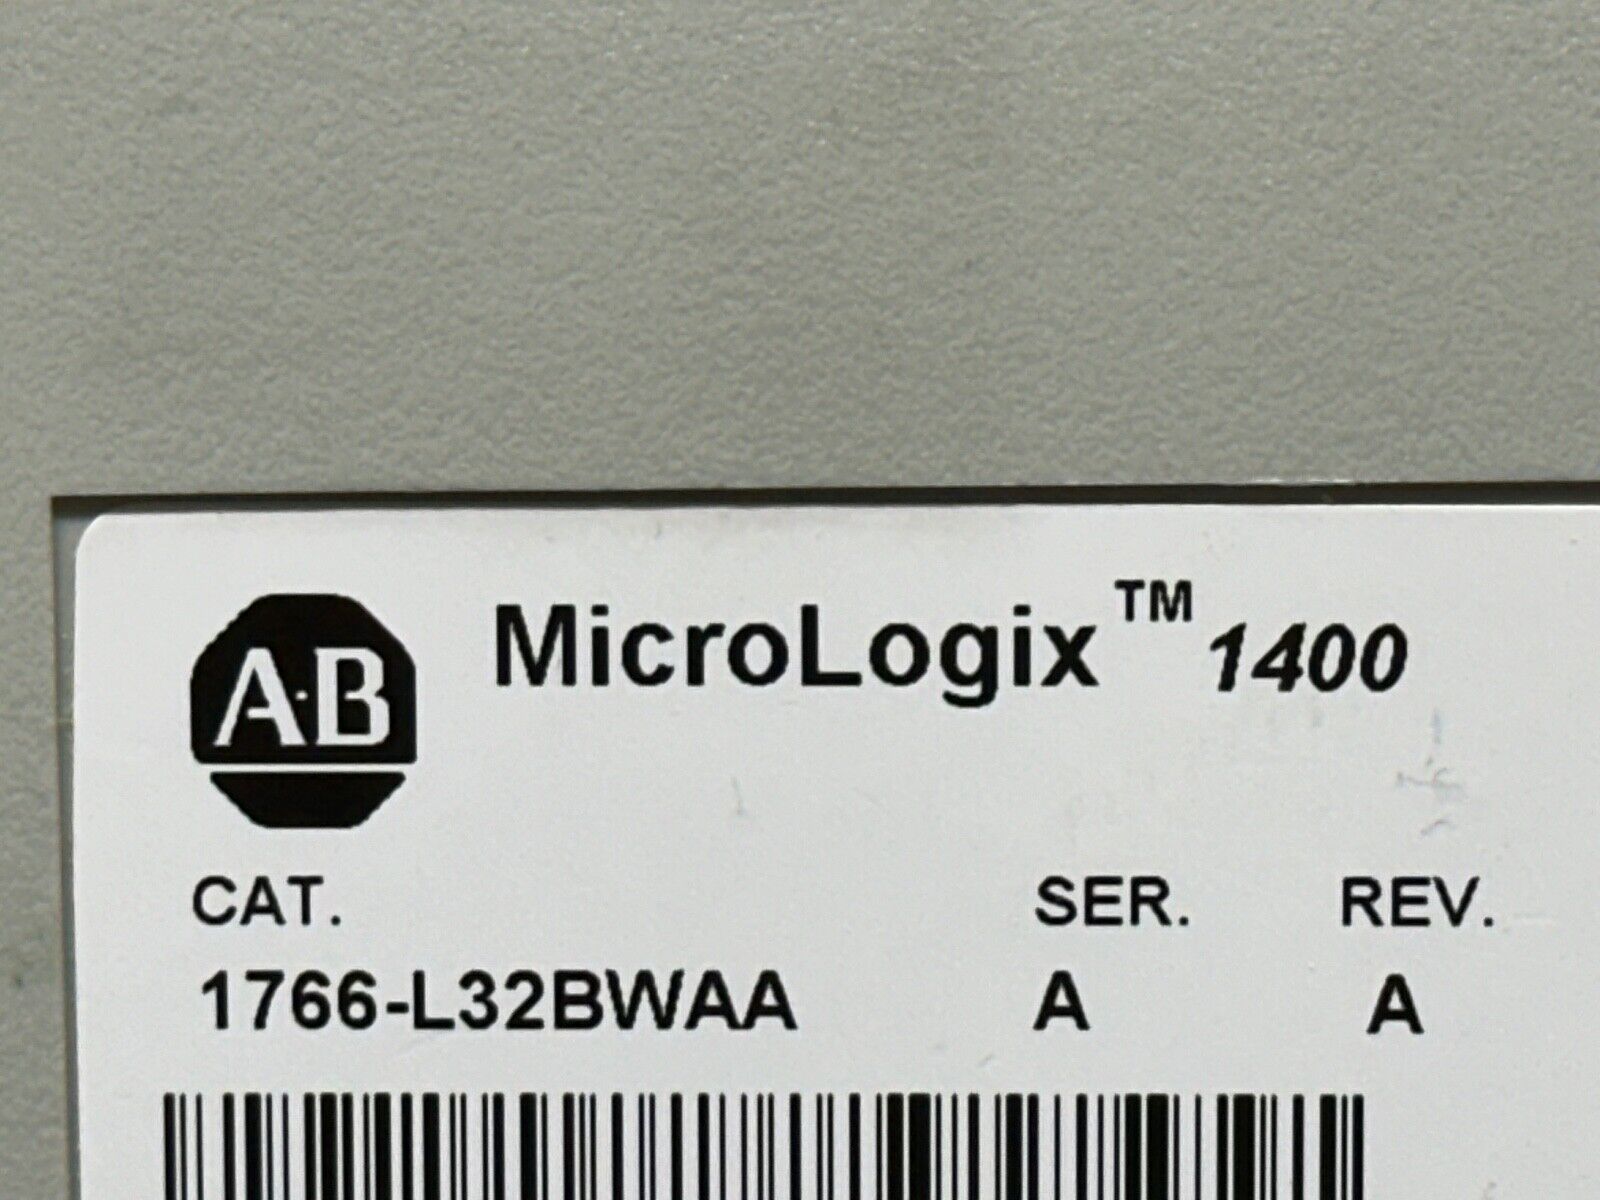 A·B MicroLogix™ 1400
CAT. SER. REV.
1766-L32BWAA A A